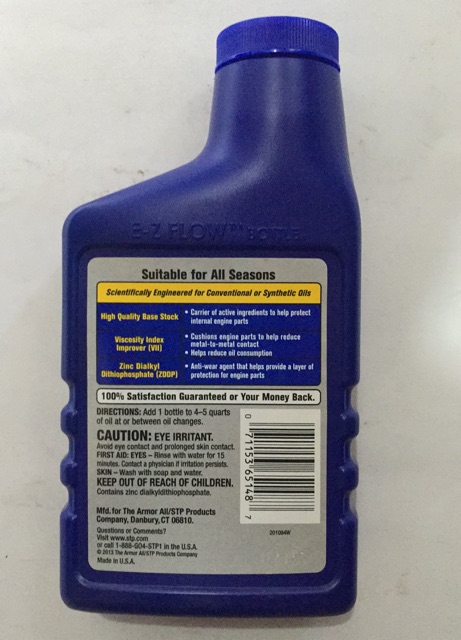 E-Z FLOW™ BOTTLE
Suitable for All Seasons
Scientifically Engineered for Conventional or Synthetic Oils
High Quality Base Stock
• Carrier of active ingredients to help protect
internal engine parts
Viscosity Index
Improver (VII)
• Cushions engine parts to help reduce
metal-to-metal contact
• Helps reduce oil consumption
Zinc Dialkyl
Dithiophosphate (ZDDP)
• Anti-wear agent that helps provide a layer of
protection for engine parts
100% Satisfaction Guaranteed or Your Money Back.
DIRECTIONS: Add 1 bottle to 4–5 quarts
of oil at or between oil changes.
CAUTION: EYE IRRITANT.
Avoid eye contact and prolonged skin contact.
FIRST AID: EYES – Rinse with water for 15
minutes. Contact a physician if irritation persists.
SKIN – Wash with soap and water.
KEEP OUT OF REACH OF CHILDREN.
Contains zinc dialkyldithiophosphate.
Mfd. for The Armor All/STP Products
Company, Danbury, CT 06810.
Questions or Comments?
Visit www.stp.com
or call 1-888-GO4-STP1 in the U.S.A.
© 2013 The Armor All/STP Products Company
Made in U.S.A.
0 71153 65148 7
201084W